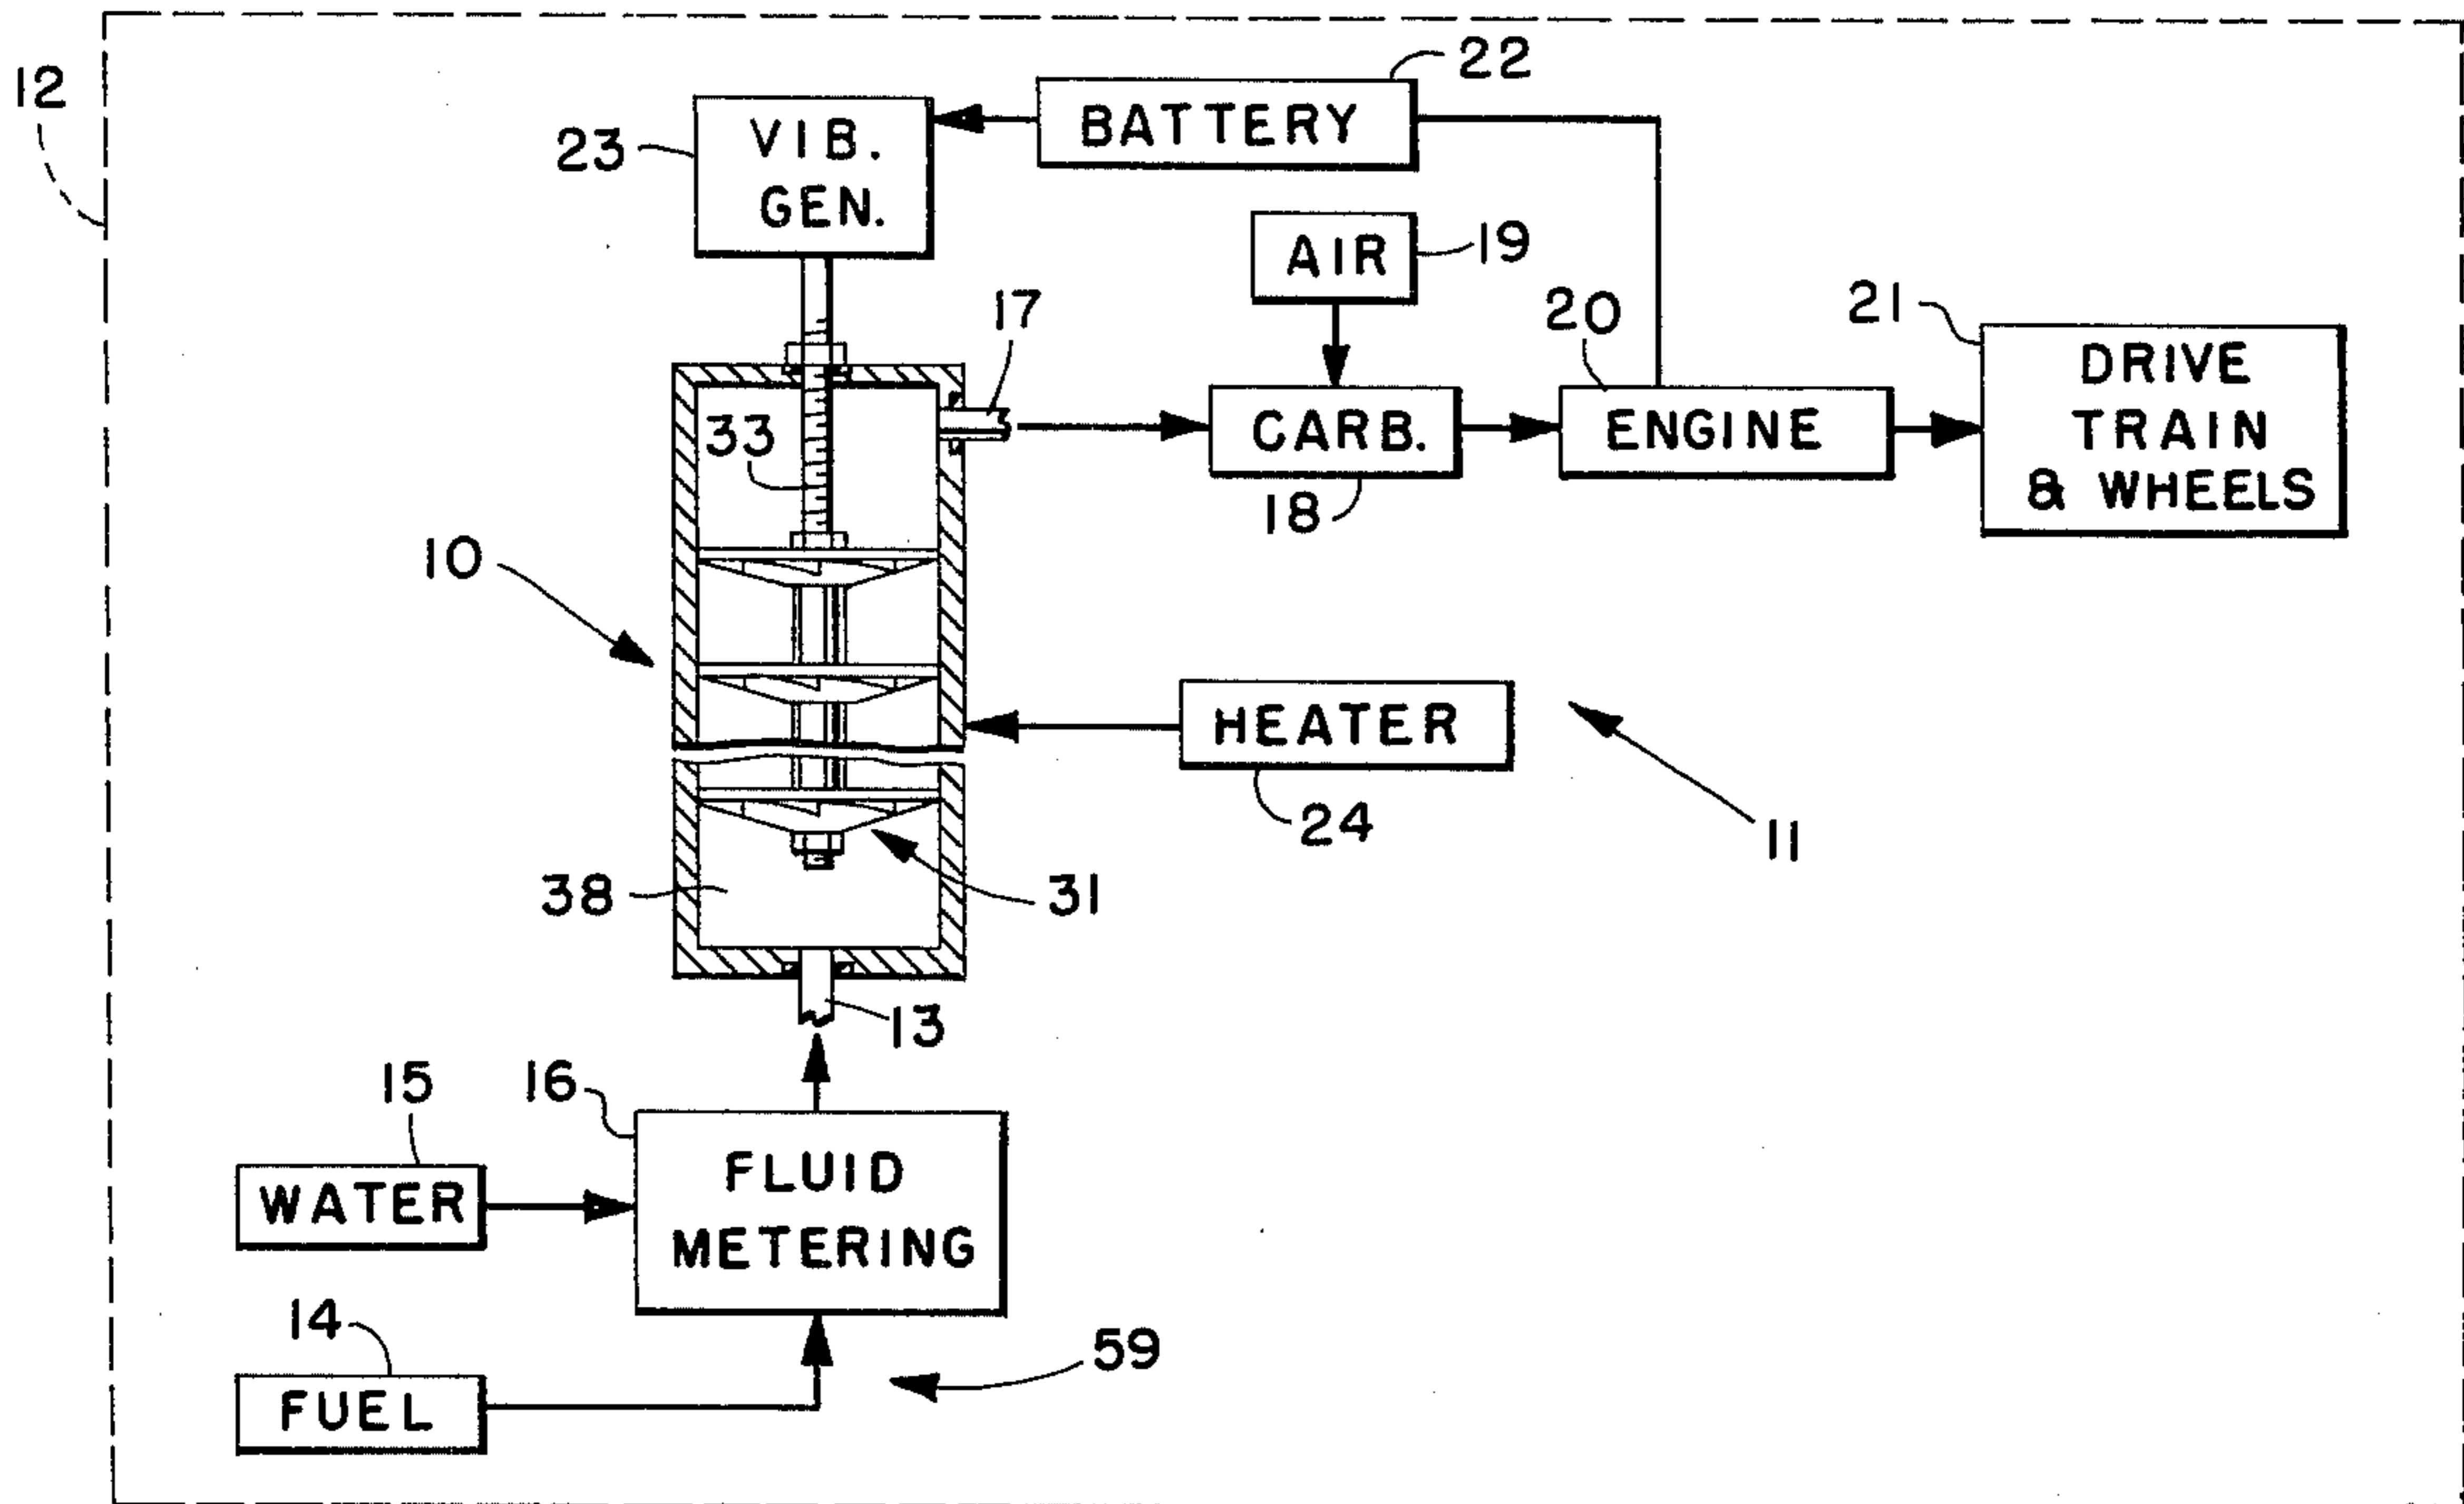 12
22
BATTERY
23
VIB.
GEN.
AIR
19
17
20
21
DRIVE
TRAIN
& WHEELS
CARB.
ENGINE
33
18
10
HEATER
24
11
38
31
13
15
16
WATER
FLUID
METERING
14
59
FUEL